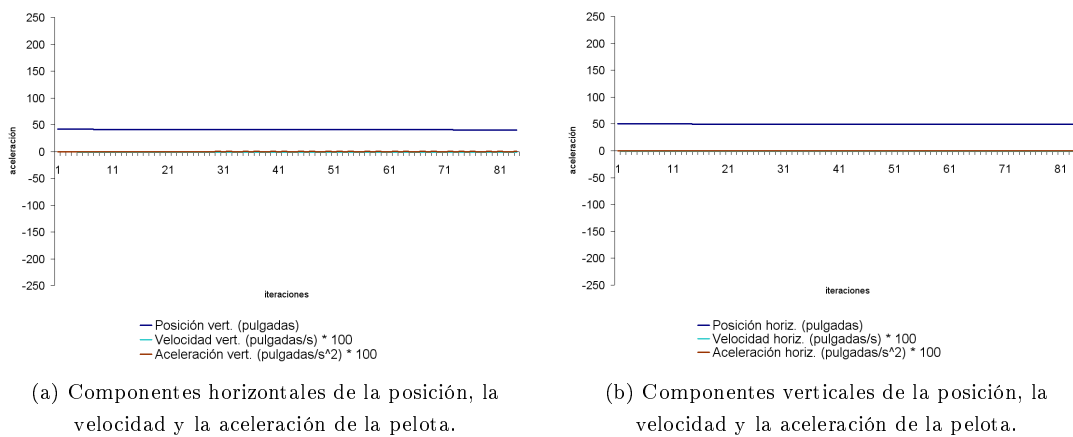 250
200
150
100
50
0
-50
-100
-150
-200
-250
aceleración
1 11 21 31 41 51 61 71 81
iteraciones
Posición vert. (pulgadas)
Velocidad vert. (pulgadas/s) * 100
Aceleración vert. (pulgadas/s^2) * 100
(a) Componentes horizontales de la posición, la
velocidad y la aceleración de la pelota.
250
200
150
100
50
0
-50
-100
-150
-200
-250
aceleración
1 11 21 31 41 51 61 71 81
iteraciones
Posición horiz. (pulgadas)
Velocidad horiz. (pulgadas/s) * 100
Aceleración horiz. (pulgadas/s^2) * 100
(b) Componentes verticales de la posición, la
velocidad y la aceleración de la pelota.